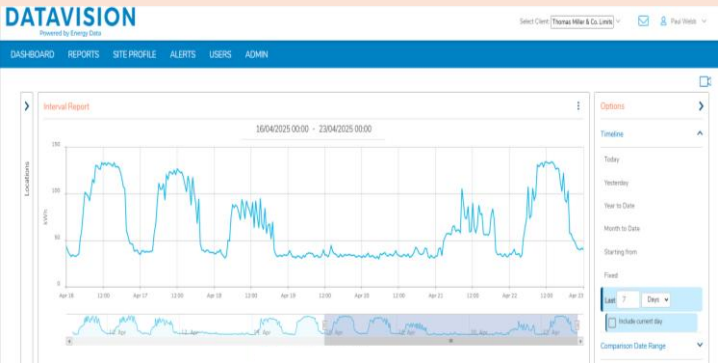 DATAVISION
Powered by Energy Data
Select Client Thomas Miller & Co. Limite
Paul Webb
DASHBOARD REPORTS SITE PROFILE ALERTS USERS ADMIN
Locations
Interval Report
16/04/2025 00:00 - 23/04/2025 00:00
150
100
50
0
Apr 16 12:00 Apr 17 12:00 Apr 18 12:00 Apr 19 12:00 Apr 20 12:00 Apr 21 12:00 Apr 22 12:00 Apr 23
Options
Timeline
Today
Yesterday
Year to Date
Month to Date
Starting from
Fixed
Last 7 Days
Include current day
Comparison Date Range